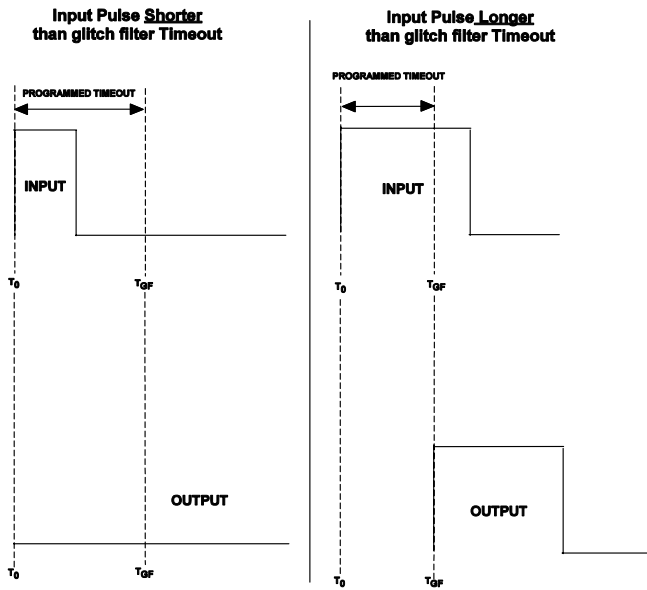 Input Pulse Shorter
than glitch filter Timeout
PROGRAMMED TIMEOUT
INPUT
T0
TGF
OUTPUT
T0
TGF
Input Pulse Longer
than glitch filter Timeout
PROGRAMMED TIMEOUT
INPUT
T0
TGF
OUTPUT
T0
TGF